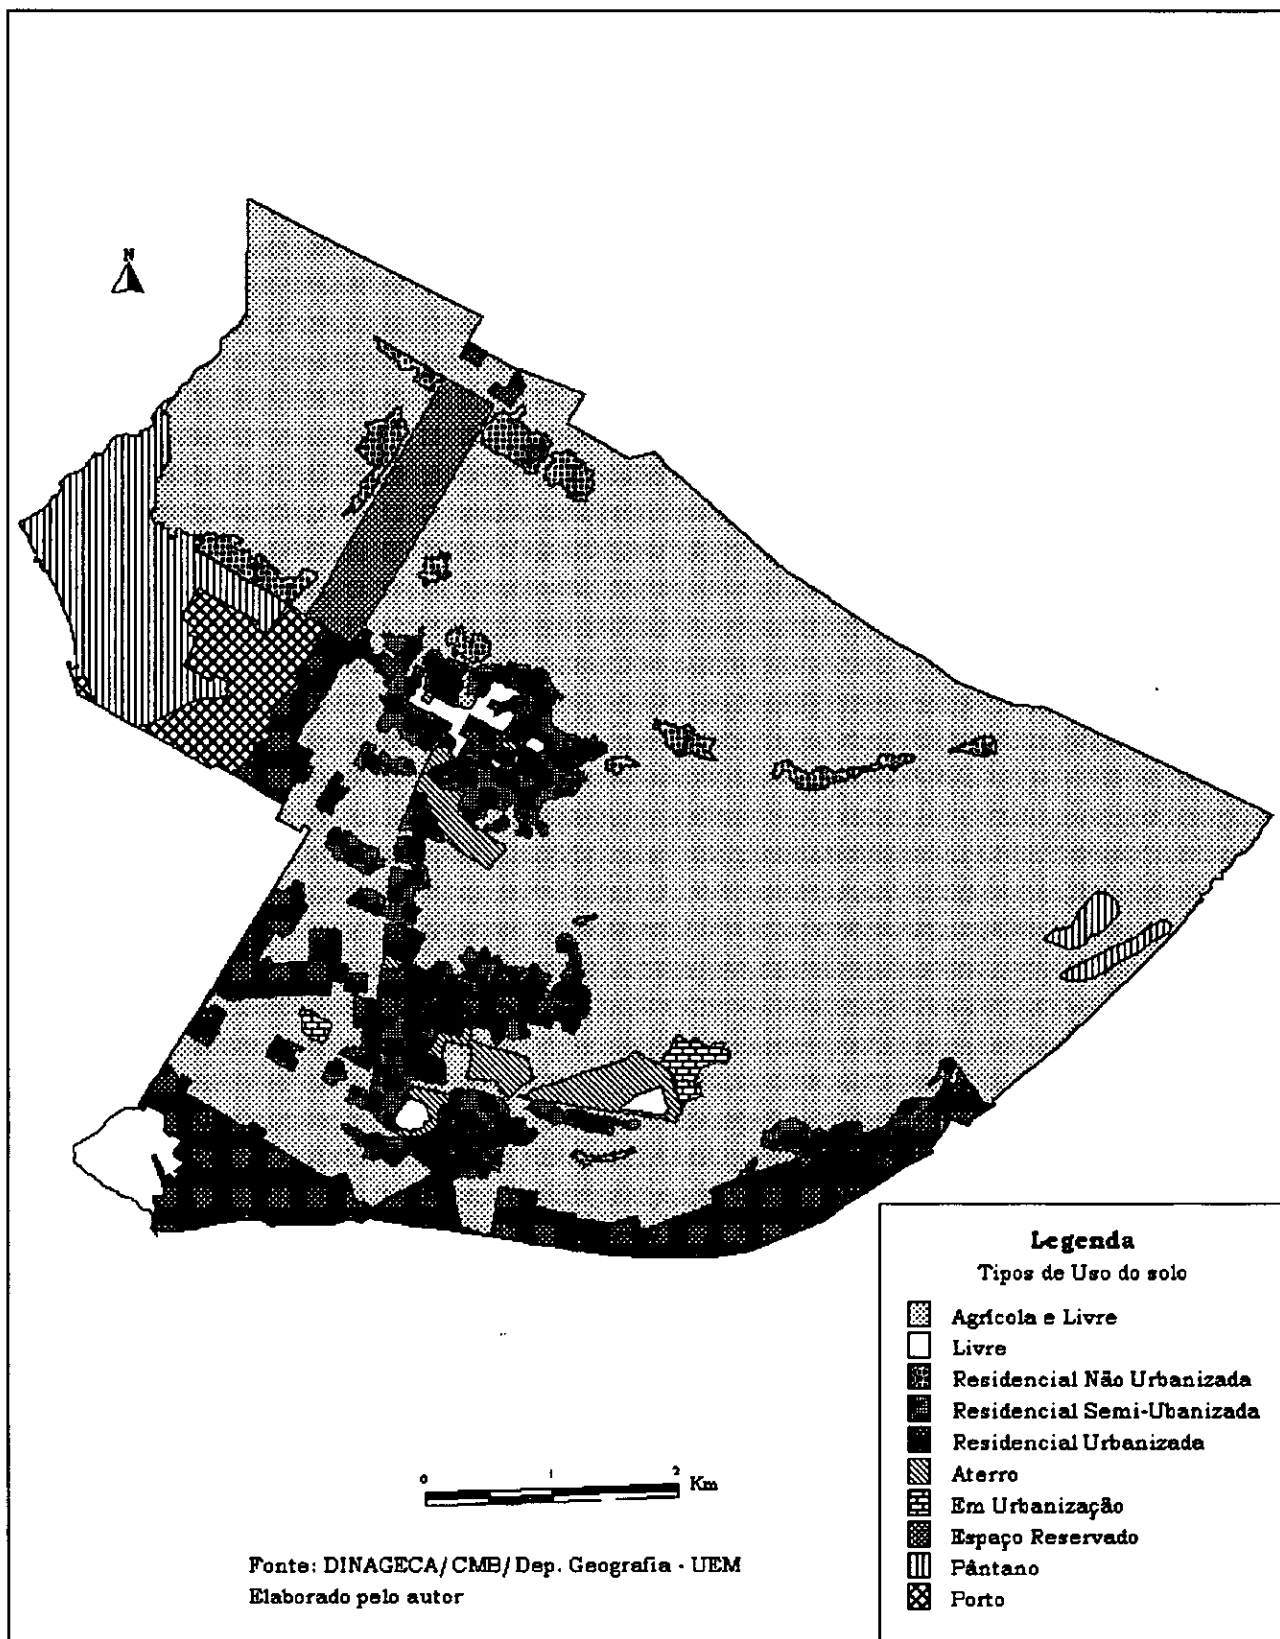 N
Legenda
Tipos de Uso do solo
Agrícola e Livre
Livre
Residencial Não Urbanizada
Residencial Semi-Ubanizada
Residencial Urbanizada
Aterro
Em Urbanização
Espaço Reservado
Pântano
Porto
0 1 2 Km
Fonte: DINAGECA/CMB/Dep. Geografia - UEM
Elaborado pelo autor